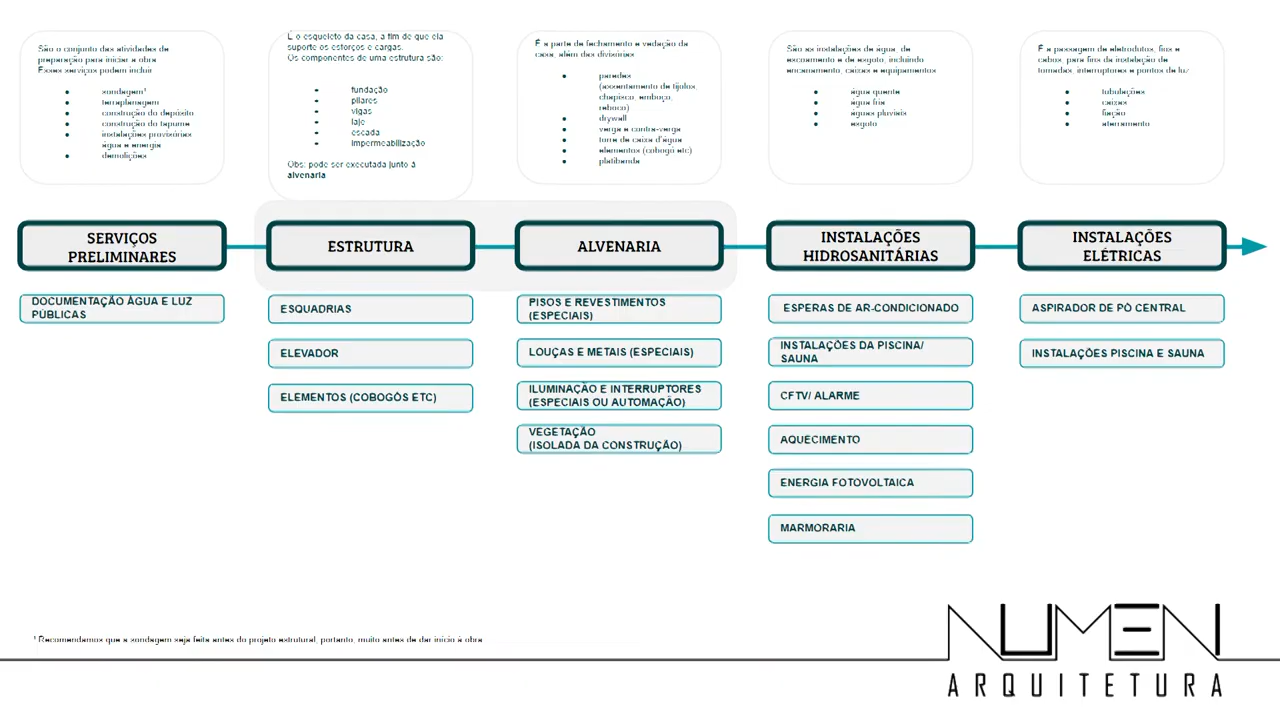 São o conjunto das atividades de
preparação para iniciar a obra
Esses serviços podem incluir
● sondagem¹
● terraplanagem
● construção do depósito
● construção do tapume
● instalações provisórias
água e energia
● demolições
É o esqueleto da casa, a fim de que ela
suporte os esforços e cargas.
Os componentes de uma estrutura são:
● fundação
● pilares
● vigas
● laje
● escada
● impermeabilização
Obs: pode ser executada junto à
alvenaria
É a parte de fechamento e vedação da
casa, além das divisórias
● paredes
(assentamento de tijolos,
chapisco, emboço,
reboco)
● drywall
● verga e contra-verga
● torre de caixa d'água
● elementos (cobogó etc)
● platibanda
São as instalações de água, de
escoamento e de esgoto, incluindo
encanamento, caixas e equipamentos
● água quente
● água fria
● águas pluviais
● esgoto
É a passagem de eletrodutos, fios e
cabos, para fins da instalação de
tomadas, interruptores e pontos de luz
● tubulações
● caixas
● fiação
● aterramento
SERVIÇOS
PRELIMINARES
ESTRUTURA
ALVENARIA
INSTALAÇÕES
HIDROSANITÁRIAS
INSTALAÇÕES
ELÉTRICAS
DOCUMENTAÇÃO ÁGUA E LUZ
PÚBLICAS
ESQUADRIAS
ELEVADOR
ELEMENTOS (COBOGÓS ETC)
PISOS E REVESTIMENTOS
(ESPECIAIS)
LOUÇAS E METAIS (ESPECIAIS)
ILUMINAÇÃO E INTERRUPTORES
(ESPECIAIS OU AUTOMAÇÃO)
VEGETAÇÃO
(ISOLADA DA CONSTRUÇÃO)
ESPERAS DE AR-CONDICIONADO
INSTALAÇÕES DA PISCINA/
SAUNA
CFTV/ ALARME
AQUECIMENTO
ENERGIA FOTOVOLTAICA
MARMORARIA
ASPIRADOR DE PÓ CENTRAL
INSTALAÇÕES PISCINA E SAUNA
¹ Recomendamos que a sondagem seja feita antes do projeto estrutural, portanto, muito antes de dar início à obra
NUMEN
ARQUITETURA